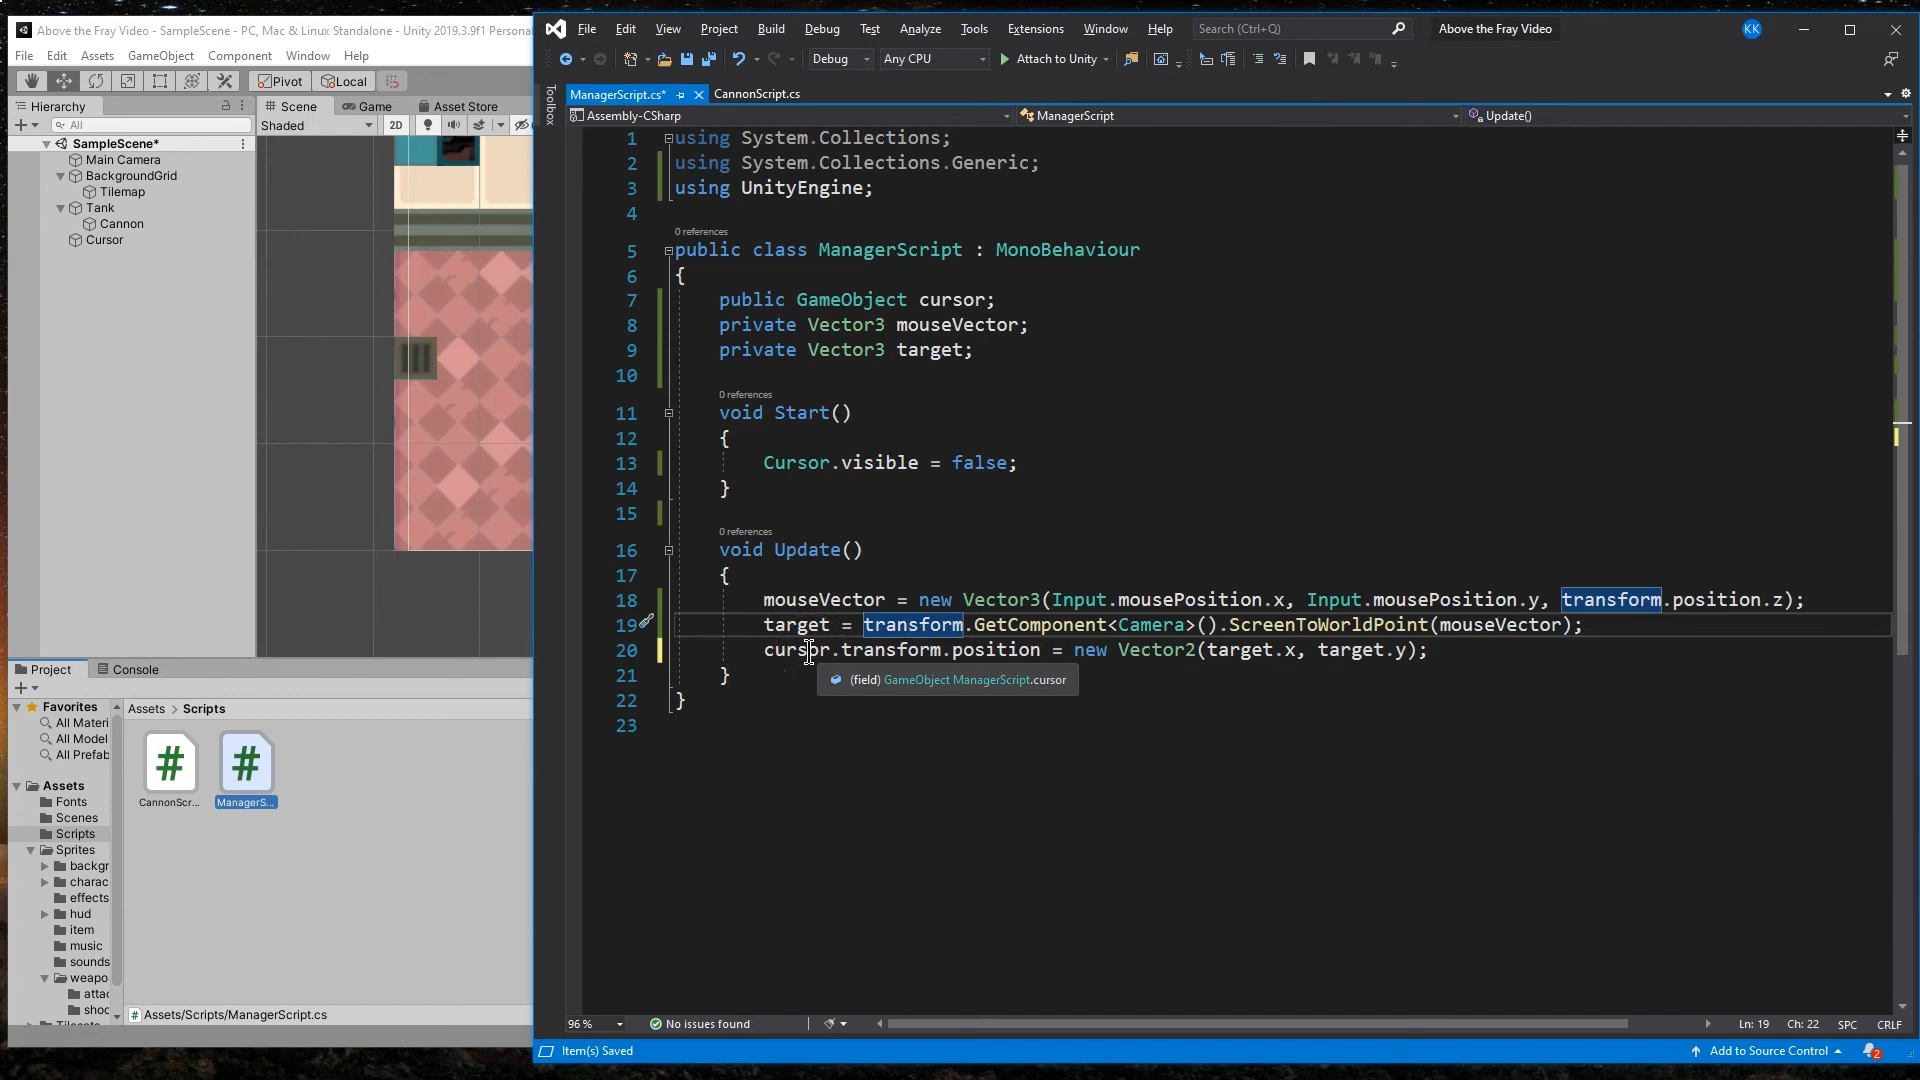 Above the Fray Video - SampleScene - PC, Mac & Linux Standalone - Unity 2019.3.9f1 Personal
File Edit Assets GameObject Component Window Help
Pivot Local
Hierarchy
All
SampleScene*
Main Camera
BackgroundGrid
Tilemap
Tank
Cannon
Cursor
Scene Game Asset Store
Shaded 2D
Project Console
Favorites
All Materi
All Model
All Prefab
Assets
Fonts
Scenes
Scripts
Sprites
backgr
charac
effects
hud
item
music
sounds
weapo
attac
shoc
Assets > Scripts
CannonScr...
ManagerS...
Assets/Scripts/ManagerScript.cs
File Edit View Project Build Debug Test Analyze Tools Extensions Window Help
Search (Ctrl+Q)
Above the Fray Video
KK
Debug Any CPU Attach to Unity
Toolbox
ManagerScript.cs* CannonScript.cs
Assembly-CSharp ManagerScript Update()
1 using System.Collections;
2 using System.Collections.Generic;
3 using UnityEngine;
4
0 references
5 public class ManagerScript : MonoBehaviour
6 {
7 public GameObject cursor;
8 private Vector3 mouseVector;
9 private Vector3 target;
10
0 references
11 void Start()
12 {
13 Cursor.visible = false;
14 }
15
0 references
16 void Update()
17 {
18 mouseVector = new Vector3(Input.mousePosition.x, Input.mousePosition.y, transform.position.z);
19 target = transform.GetComponent<Camera>().ScreenToWorldPoint(mouseVector);
20 cursor.transform.position = new Vector2(target.x, target.y);
21 }
(field) GameObject ManagerScript.cursor
22 }
23
96 % No issues found Ln: 19 Ch: 22 SPC CRLF
Item(s) Saved Add to Source Control 2